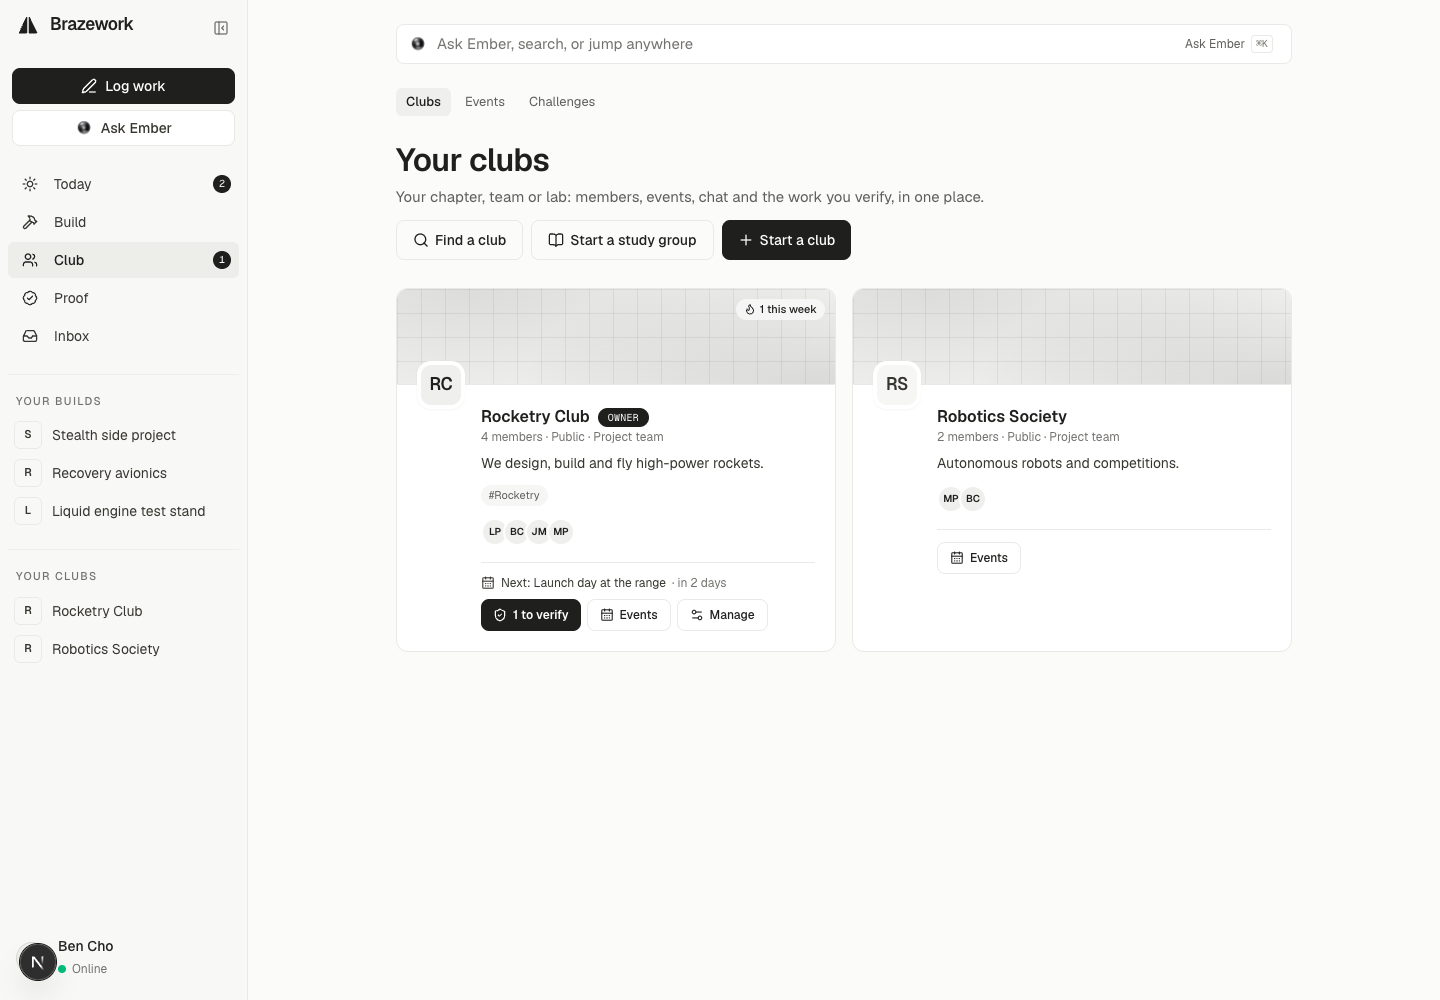 Brazework
Log work
Ask Ember
Today 2
Build
Club 1
Proof
Inbox
YOUR BUILDS
S Stealth side project
R Recovery avionics
L Liquid engine test stand
YOUR CLUBS
R Rocketry Club
R Robotics Society
N Ben Cho
Online
Ask Ember, search, or jump anywhere Ask Ember ⌘K
Clubs Events Challenges
Your clubs
Your chapter, team or lab: members, events, chat and the work you verify, in one place.
Find a club Start a study group Start a club
1 this week
RC
Rocketry Club OWNER
4 members · Public · Project team
We design, build and fly high-power rockets.
#Rocketry
LP BC JM MP
Next: Launch day at the range · in 2 days
1 to verify Events Manage
RS
Robotics Society
2 members · Public · Project team
Autonomous robots and competitions.
MP BC
Events